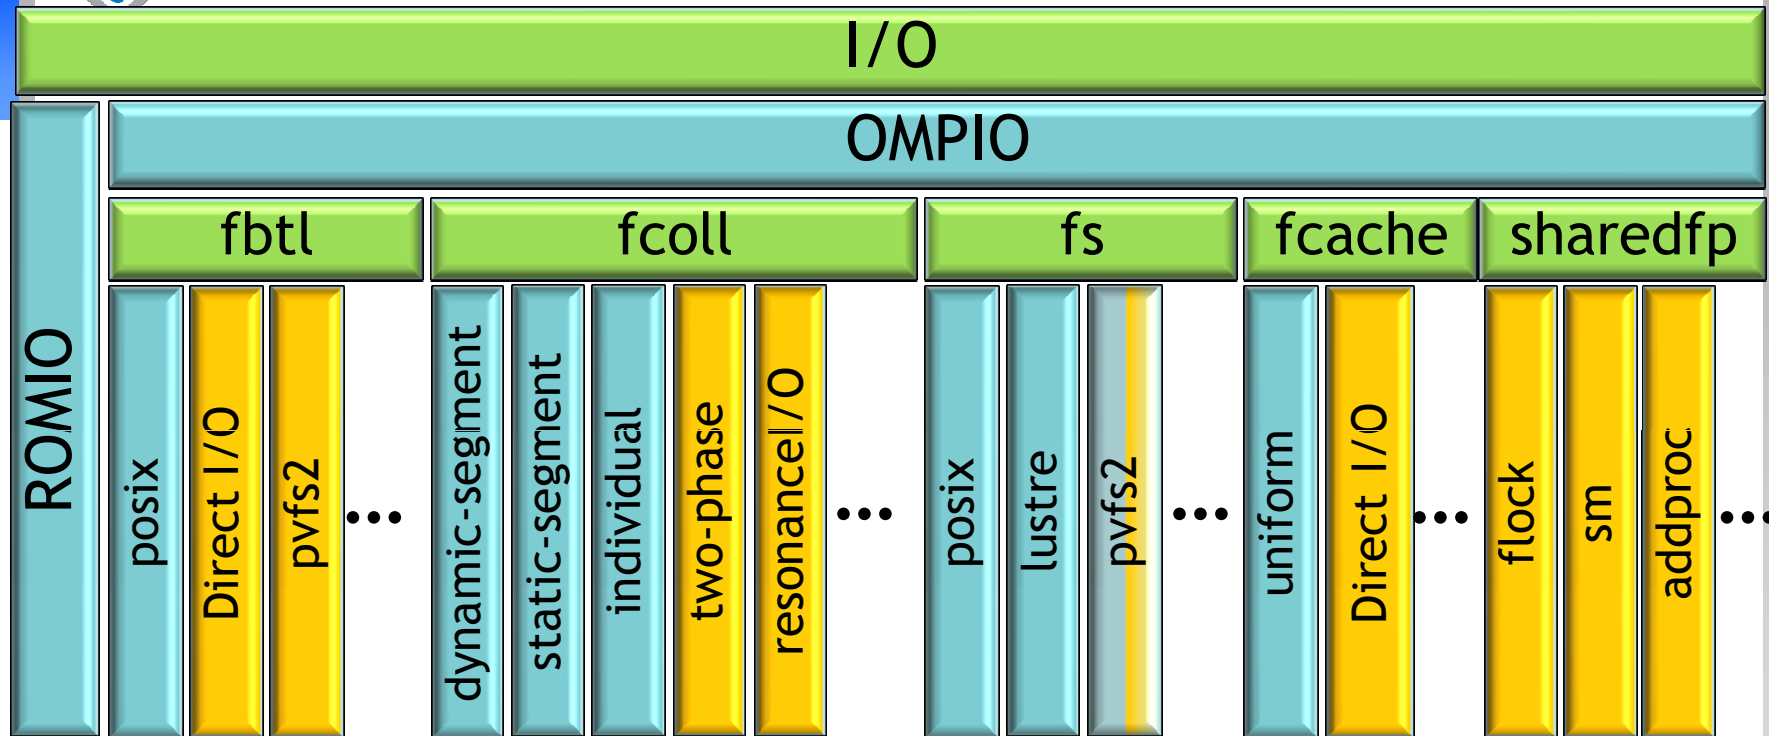 I/O
ROMIO
OMPIO
fbtl
fcoll
fs
fcache
sharedfp
posix
Direct I/O
pvfs2
...
dynamic-segment
static-segment
individual
two-phase
resonanceI/O
...
posix
lustre
pvfs2
...
uniform
Direct I/O
...
flock
sm
addproc
...